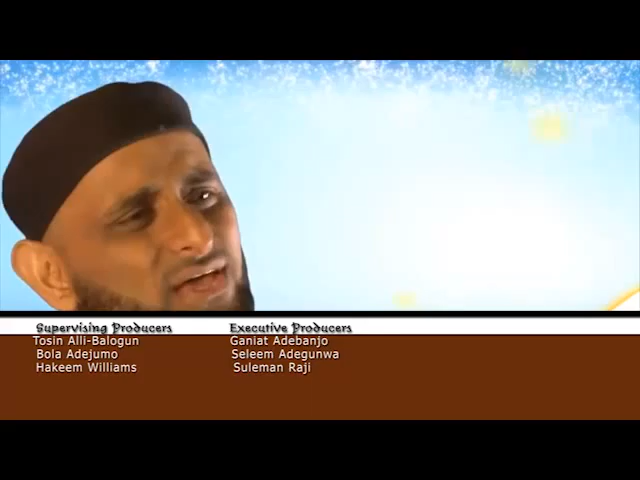 Supervising Producers
Tosin Alli-Balogun
Bola Adejumo
Hakeem Williams
Executive Producers
Ganiat Adebanjo
Seleem Adegunwa
Suleman Raji